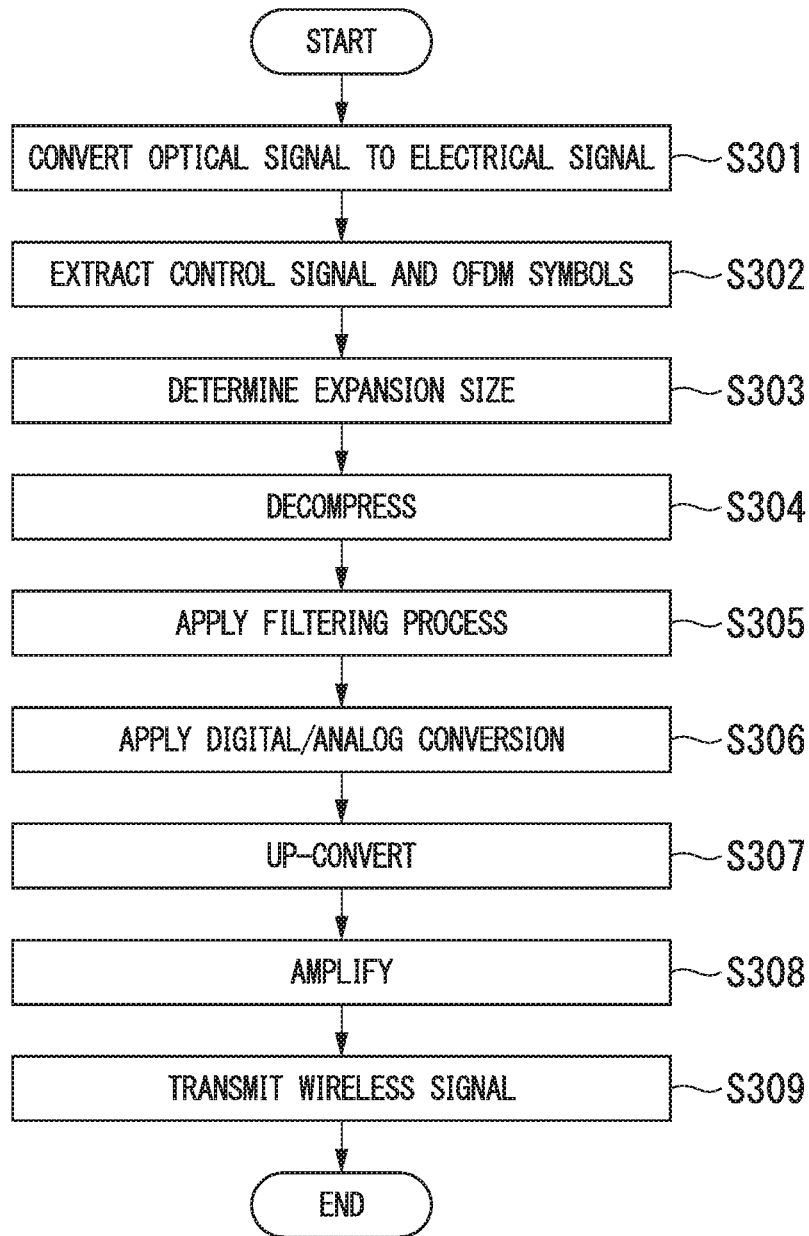 START
CONVERT OPTICAL SIGNAL TO ELECTRICAL SIGNAL S301
EXTRACT CONTROL SIGNAL AND OFDM SYMBOLS S302
DETERMINE EXPANSION SIZE S303
DECOMPRESS S304
APPLY FILTERING PROCESS S305
APPLY DIGITAL/ANALOG CONVERSION S306
UP-CONVERT S307
AMPLIFY S308
TRANSMIT WIRELESS SIGNAL S309
END